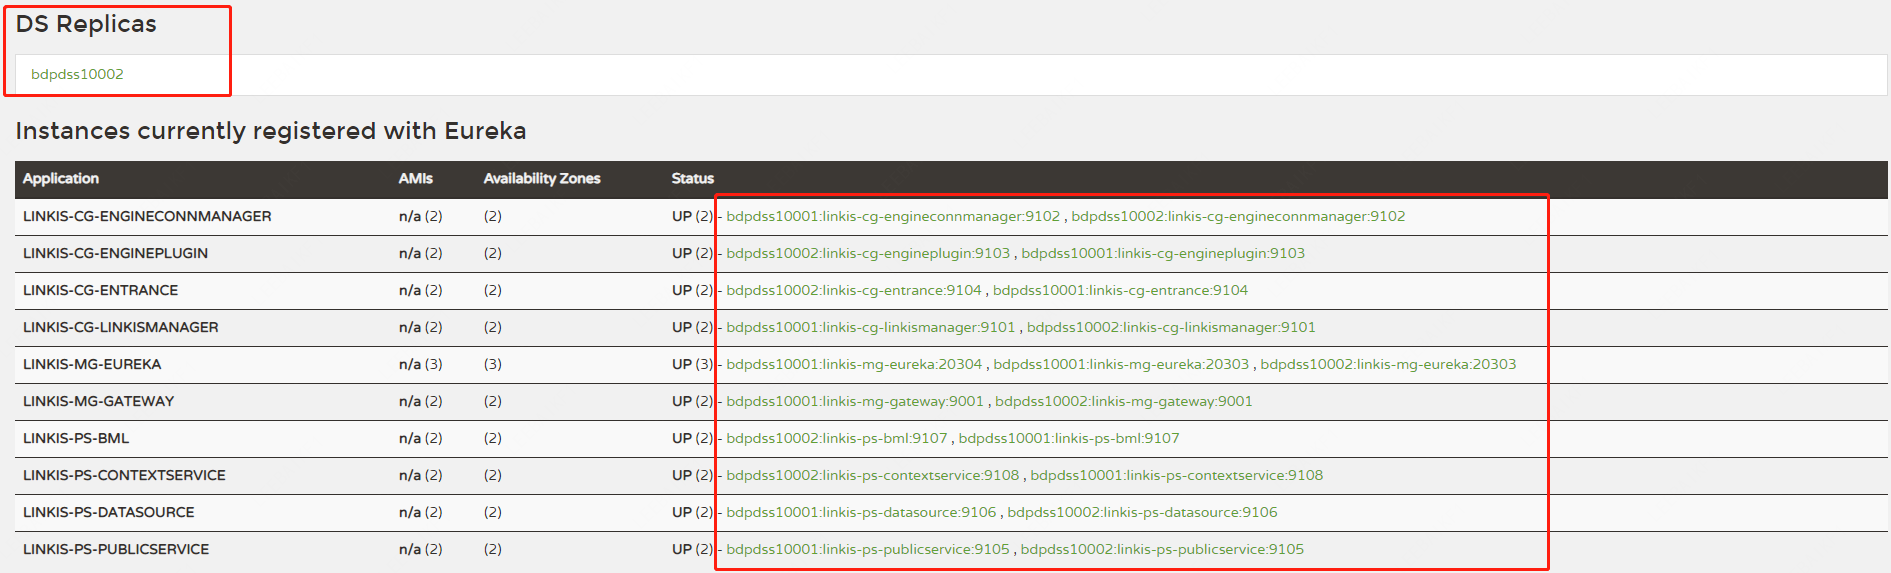 DS Replicas
bdpdss10002
Instances currently registered with Eureka
Application AMIs Availability Zones Status
LINKIS-CG-ENGINECONNMANAGER n/a (2) (2) UP (2) - bdpdss10001:linkis-cg-engineconnmanager:9102 , bdpdss10002:linkis-cg-engineconnmanager:9102
LINKIS-CG-ENGINEPLUGIN n/a (2) (2) UP (2) - bdpdss10002:linkis-cg-engineplugin:9103 , bdpdss10001:linkis-cg-engineplugin:9103
LINKIS-CG-ENTRANCE n/a (2) (2) UP (2) - bdpdss10002:linkis-cg-entrance:9104 , bdpdss10001:linkis-cg-entrance:9104
LINKIS-CG-LINKISMANAGER n/a (2) (2) UP (2) - bdpdss10001:linkis-cg-linkismanager:9101 , bdpdss10002:linkis-cg-linkismanager:9101
LINKIS-MG-EUREKA n/a (3) (3) UP (3) - bdpdss10001:linkis-mg-eureka:20304 , bdpdss10001:linkis-mg-eureka:20303 , bdpdss10002:linkis-mg-eureka:20303
LINKIS-MG-GATEWAY n/a (2) (2) UP (2) - bdpdss10001:linkis-mg-gateway:9001 , bdpdss10002:linkis-mg-gateway:9001
LINKIS-PS-BML n/a (2) (2) UP (2) - bdpdss10002:linkis-ps-bml:9107 , bdpdss10001:linkis-ps-bml:9107
LINKIS-PS-CONTEXTSERVICE n/a (2) (2) UP (2) - bdpdss10002:linkis-ps-contextservice:9108 , bdpdss10001:linkis-ps-contextservice:9108
LINKIS-PS-DATASOURCE n/a (2) (2) UP (2) - bdpdss10001:linkis-ps-datasource:9106 , bdpdss10002:linkis-ps-datasource:9106
LINKIS-PS-PUBLICSERVICE n/a (2) (2) UP (2) - bdpdss10001:linkis-ps-publicservice:9105 , bdpdss10002:linkis-ps-publicservice:9105